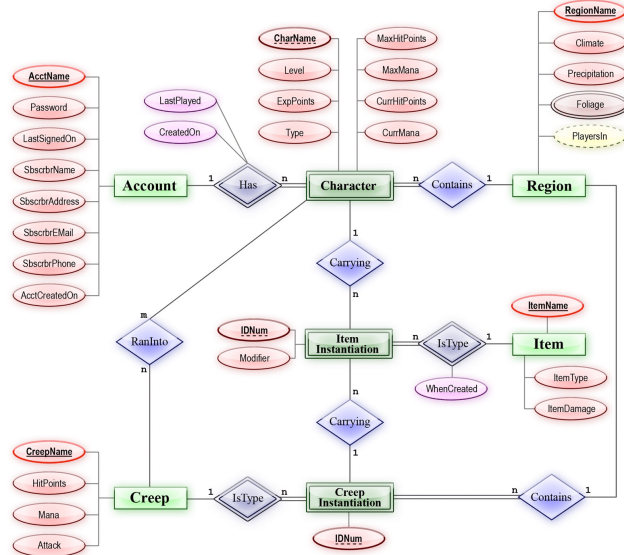 RegionName
CharName
MaxHitPoints
Climate
AcctName
Level
MaxMana
Precipitation
Password
LastPlayed
ExpPoints
CurrHitPoints
Foliage
LastSignedOn
CreatedOn
Type
CurrMana
PlayersIn
SbscrbrName
Account
1
Has
n
Character
n
Contains
1
Region
SbscrbrAddress
1
1
SbscrbrEMail
Carrying
SbscrbrPhone
AcctCreatedOn
n
m
ItemName
RanInto
n
IDNum
Modifier
Item
Instantiation
n
IsType
1
Item
WhenCreated
ItemType
n
ItemDamage
Carrying
CreepName
1
HitPoints
Creep
1
IsType
n
Creep
Instantiation
n
Contains
Mana
Attack
IDNum